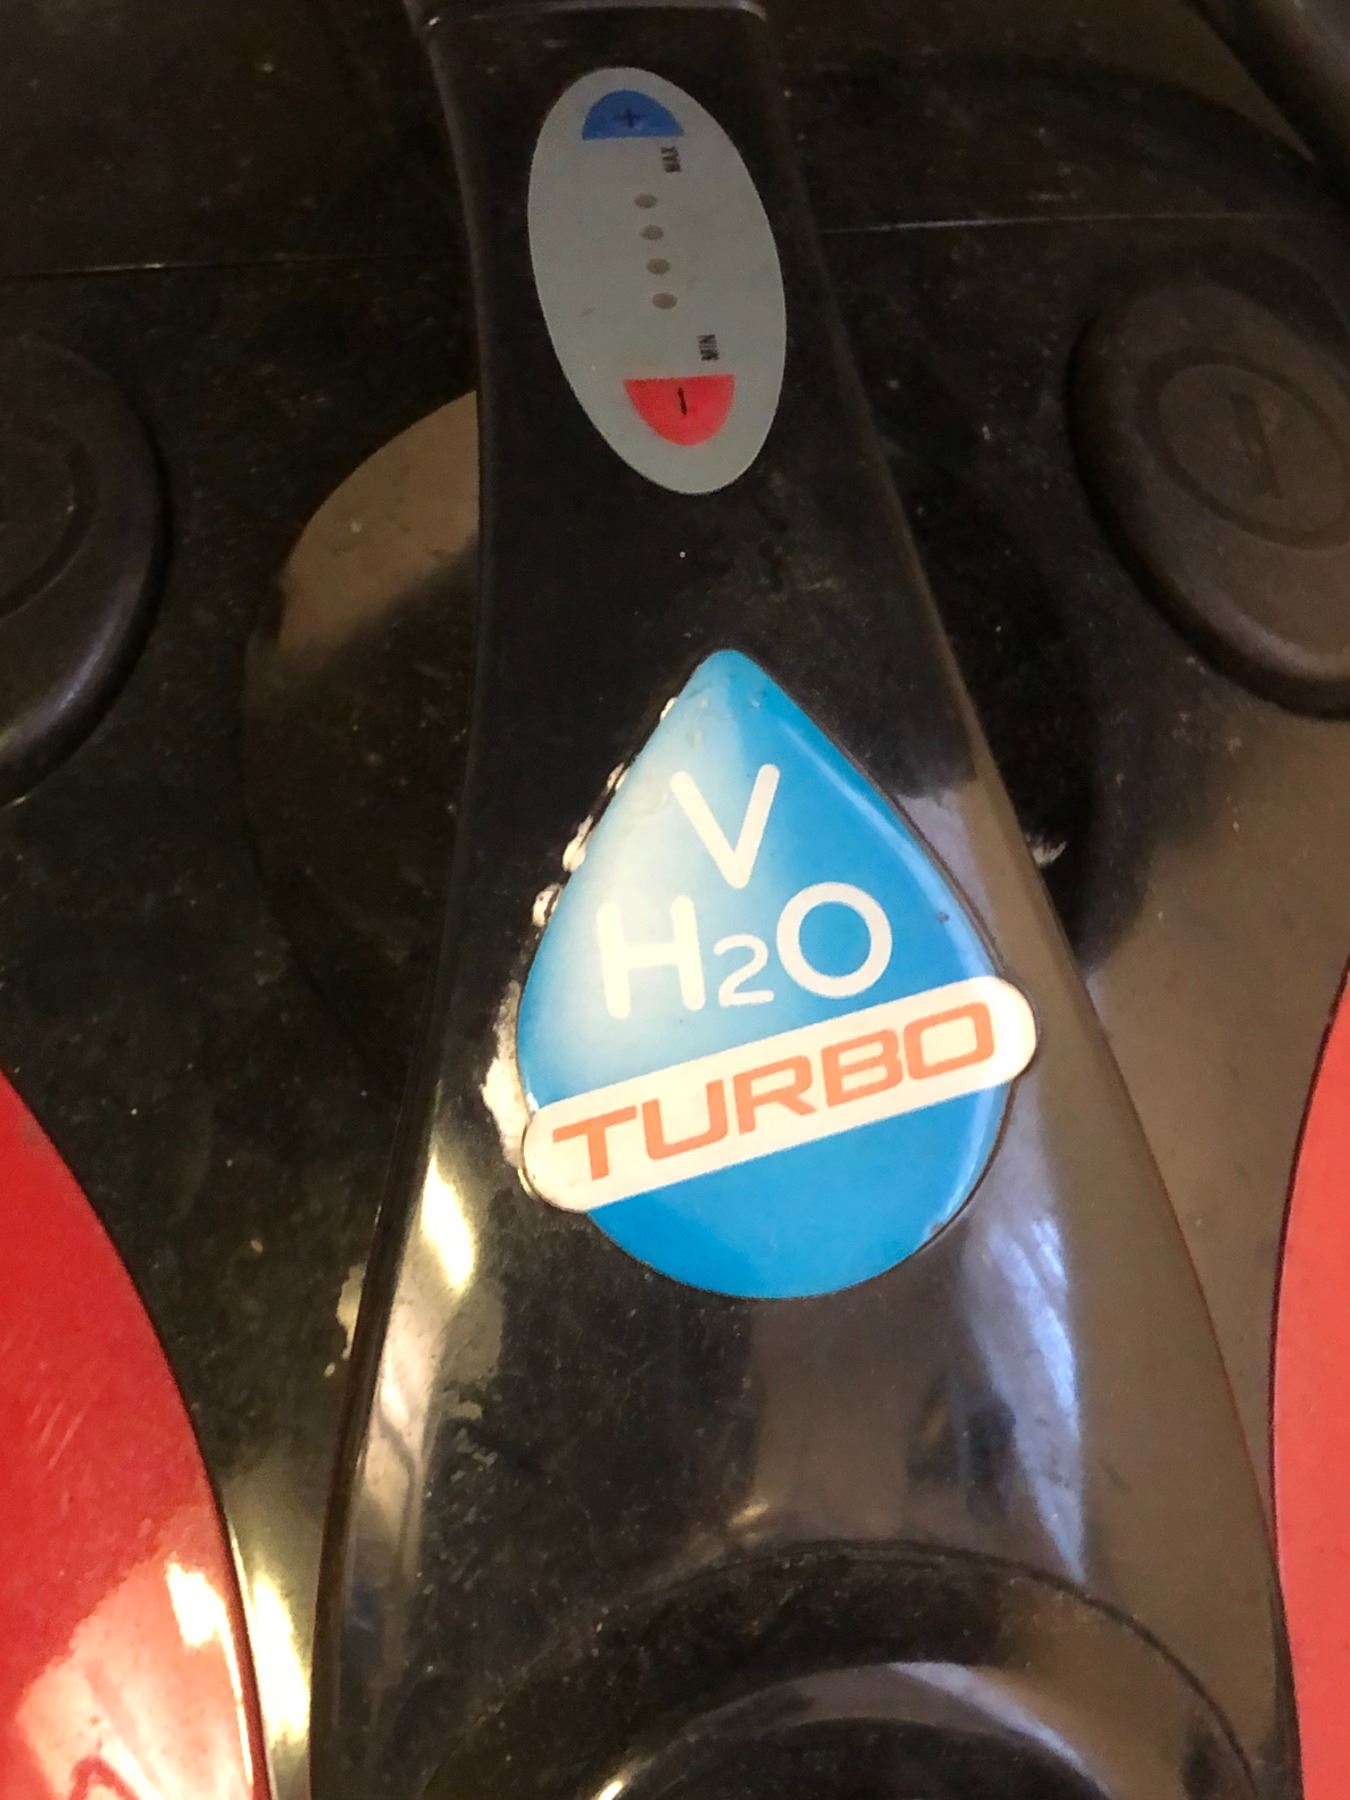 +
MAX
MIN
-
V
H2O
TURBO